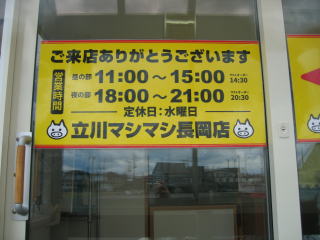 ご来店ありがとうございます
営業時間
昼の部 11:00～15:00 ラストオーダー 14:30
夜の部 18:00～21:00 ラストオーダー 20:30
定休日:水曜日
立川マシマシ長岡店